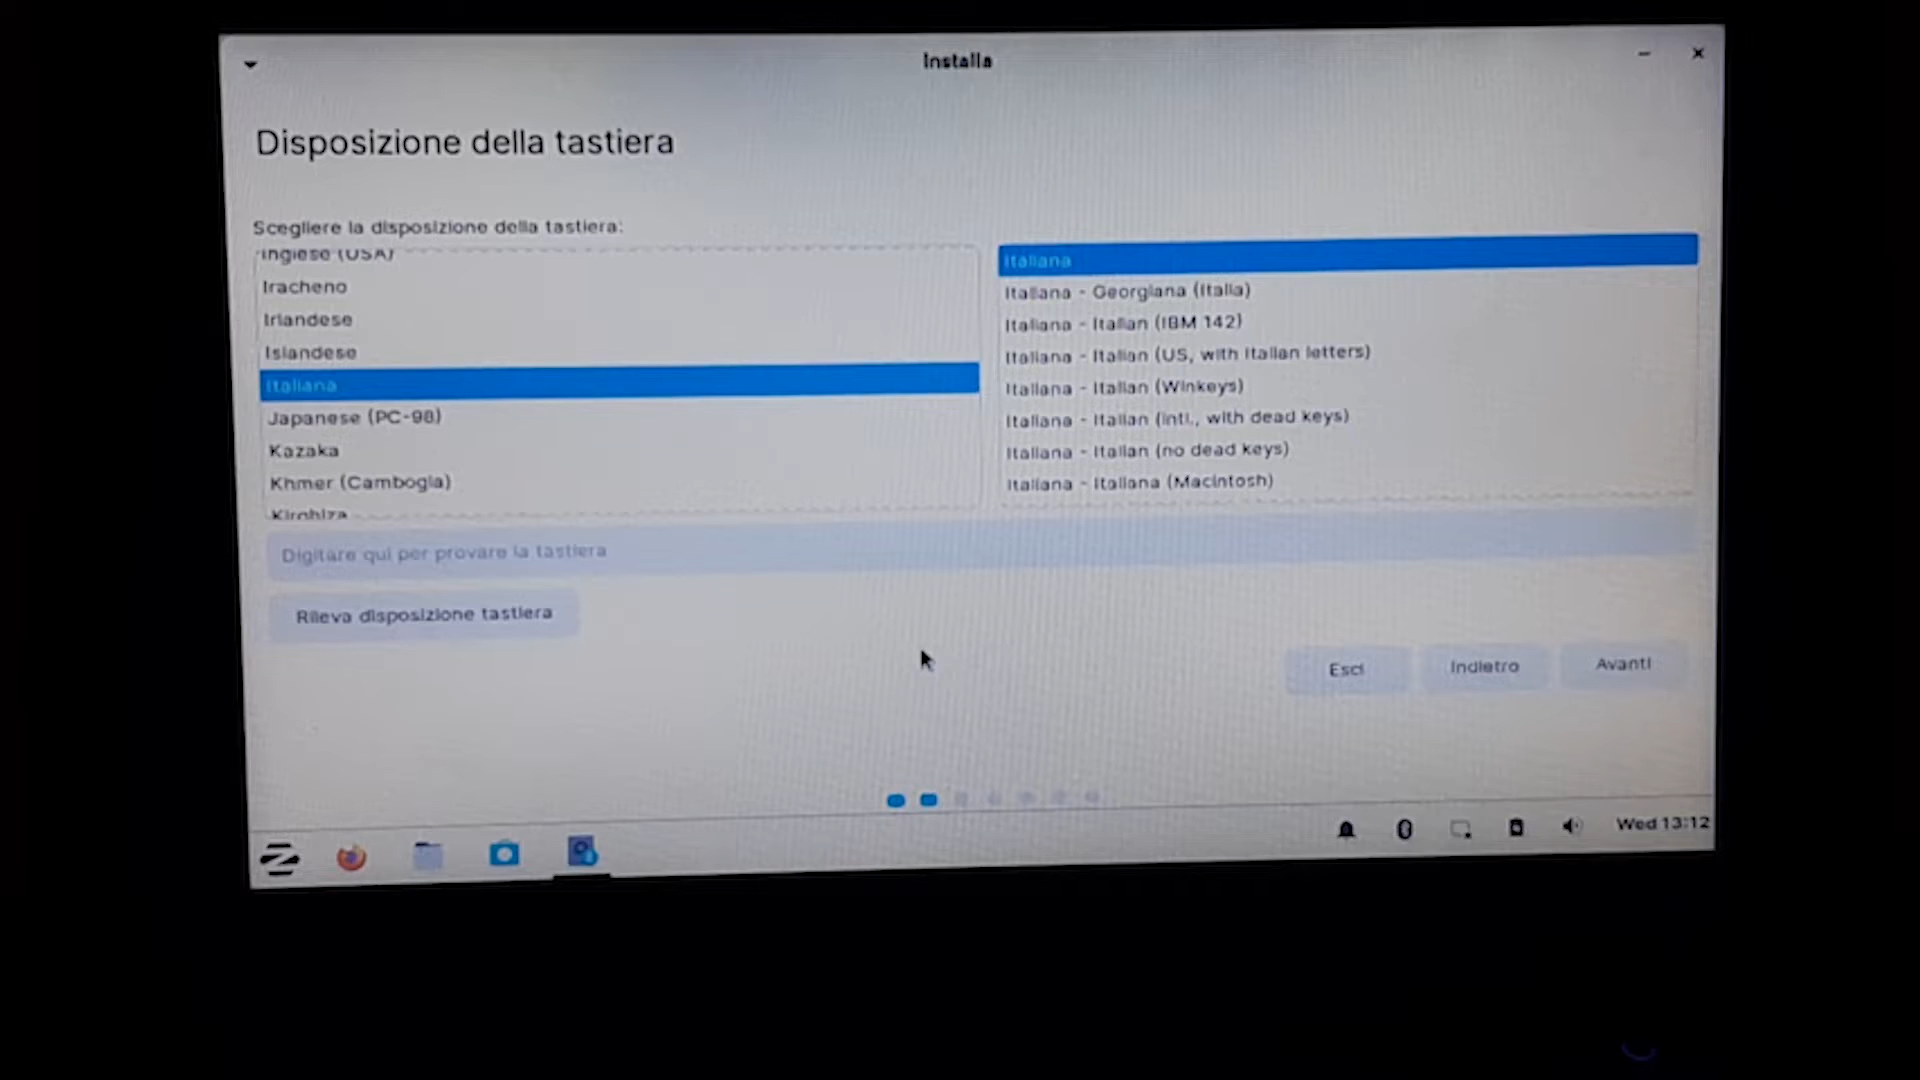 Installa
Disposizione della tastiera
Scegliere la disposizione della tastiera:
Inglese (USA)
Iracheno
Irlandese
Islandese
Italiana
Japanese (PC-98)
Kazaka
Khmer (Cambogia)
Kirghiza
Italiana
Italiana - Georgiana (Italia)
Italiana - Italian (IBM 142)
Italiana - Italian (US, with Italian letters)
Italiana - Italian (Winkeys)
Italiana - Italian (intl., with dead keys)
Italiana - Italian (no dead keys)
Italiana - Italiana (Macintosh)
Digitare qui per provare la tastiera
Rileva disposizione tastiera
Esci
Indietro
Avanti
Wed 13:12